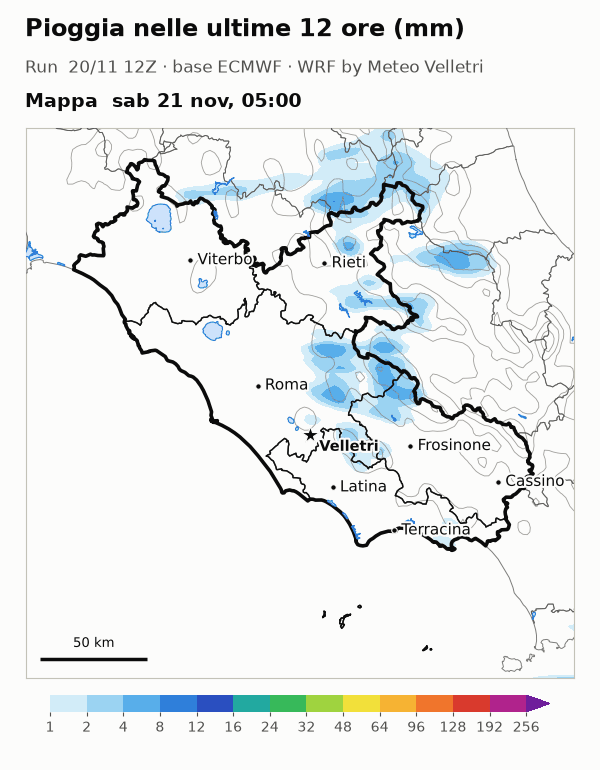 Pioggia nelle ultime 12 ore (mm)
Run 20/11 12Z · base ECMWF · WRF by Meteo Velletri
Mappa sab 21 nov, 05:00
Viterbo
Rieti
Roma
Velletri
Frosinone
Cassino
Latina
Terracina
50 km
1 2 4 8 12 16 24 32 48 64 96 128 192 256